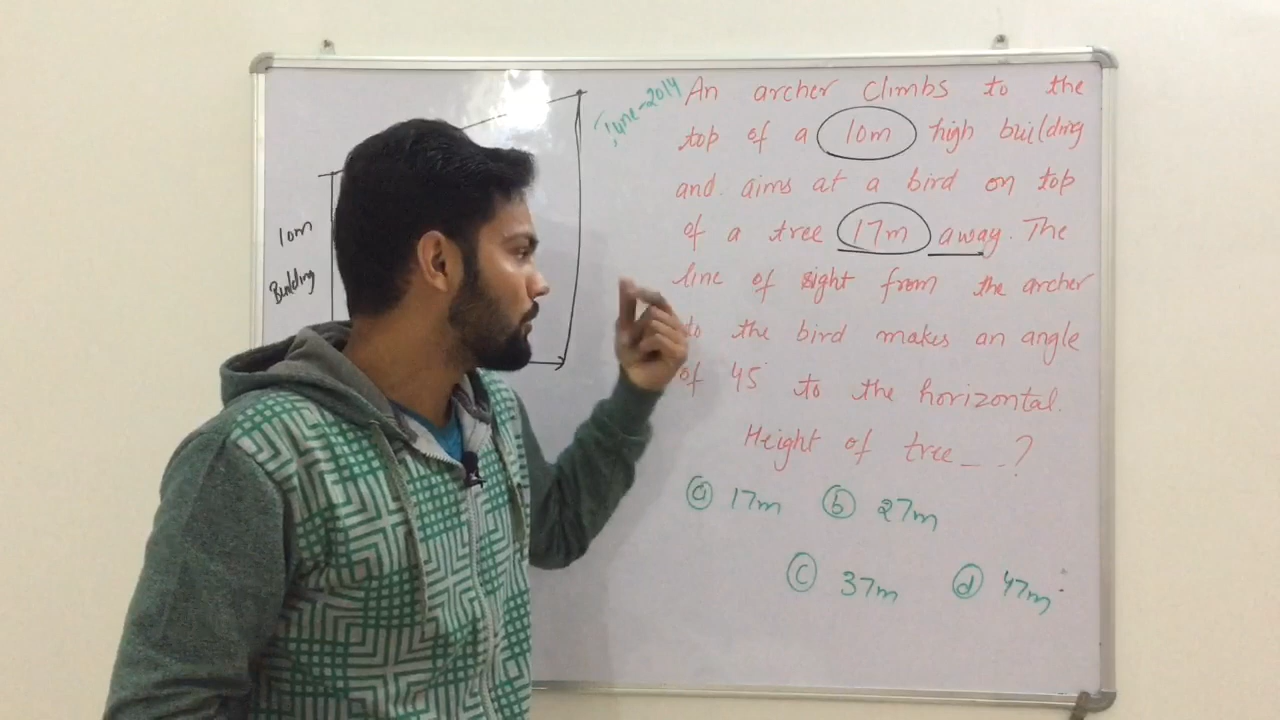 10m
Building
June-2014
An archer climbs to the
top of a 10m high building
and. aims at a bird on top
of a tree 17m away. The
line of sight from the archer
to the bird makes an angle
of 45° to the horizontal.
Height of tree _ _ . ?
ⓐ 17m ⓑ 27m
ⓒ 37m ⓓ 47m